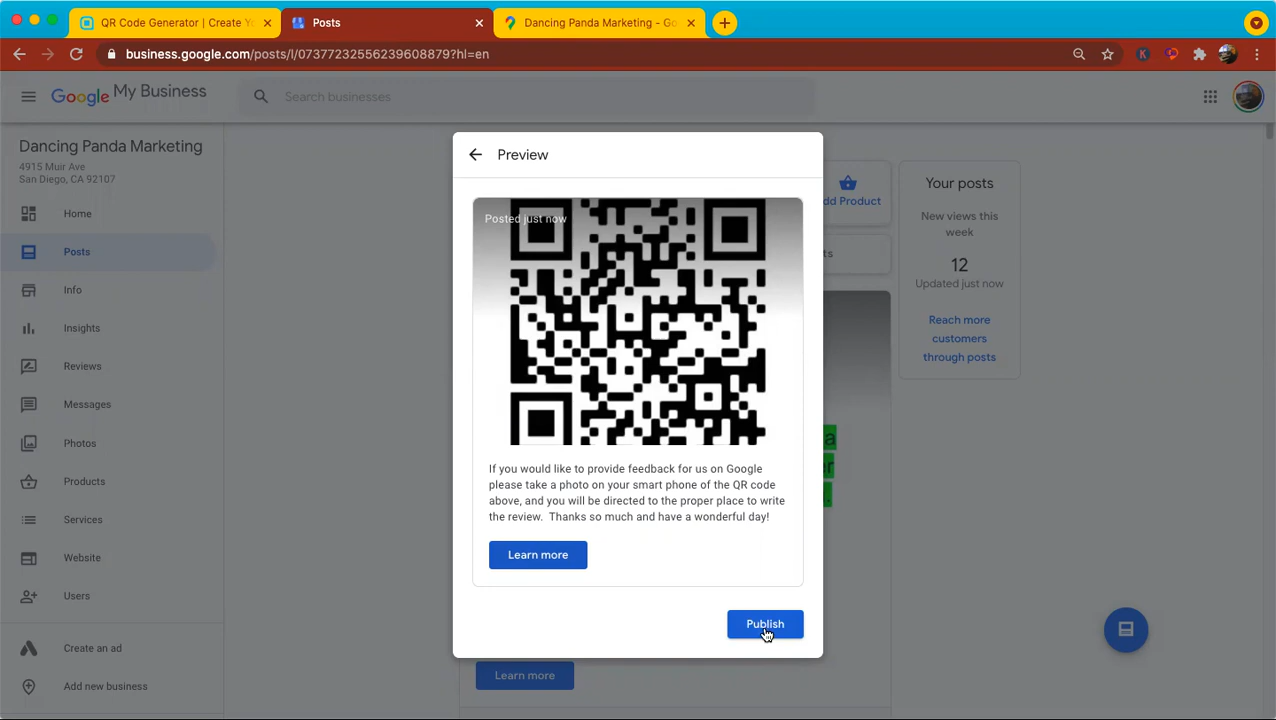 QR Code Generator | Create Yo
Posts
Dancing Panda Marketing - Go
business.google.com/posts/l/07377232556239608879?hl=en
K
Google My Business
Search businesses
Dancing Panda Marketing
4915 Muir Ave
San Diego, CA 92107
Home
Posts
Info
Insights
Reviews
Messages
Photos
Products
Services
Website
Users
Create an ad
Add new business
Preview
Posted just now
If you would like to provide feedback for us on Google
please take a photo on your smart phone of the QR code
above, and you will be directed to the proper place to write
the review. Thanks so much and have a wonderful day!
Learn more
Publish
dd Product
ts
a
r
.
Learn more
Your posts
New views this
week
12
Updated just now
Reach more
customers
through posts